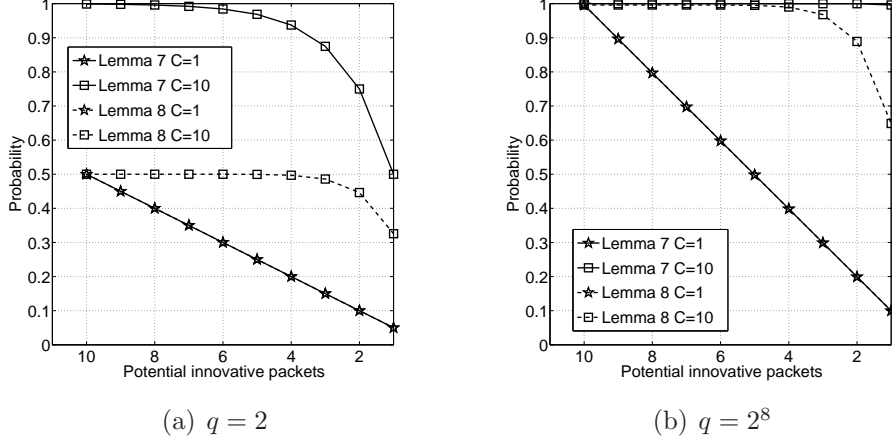 1
0.9
0.8
0.7
0.6
0.5
0.4
0.3
0.2
0.1
0
Probability
Lemma 7 C=1
Lemma 7 C=10
Lemma 8 C=1
Lemma 8 C=10
10 8 6 4 2
Potential innovative packets
(a) q = 2
1
0.9
0.8
0.7
0.6
0.5
0.4
0.3
0.2
0.1
0
Probability
Lemma 7 C=1
Lemma 7 C=10
Lemma 8 C=1
Lemma 8 C=10
10 8 6 4 2
Potential innovative packets
(b) q = 2⁸